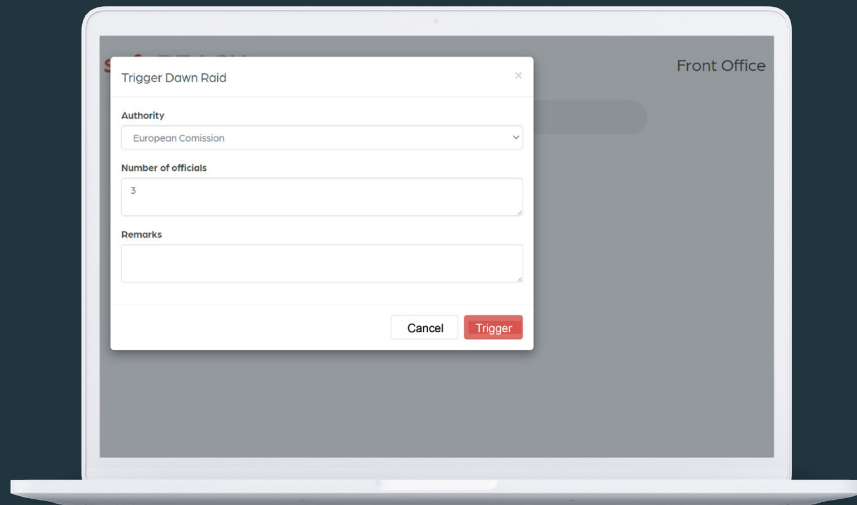 Front Office
Trigger Dawn Raid
×
Authority
European Comission
Number of officials
3
Remarks
Cancel
Trigger